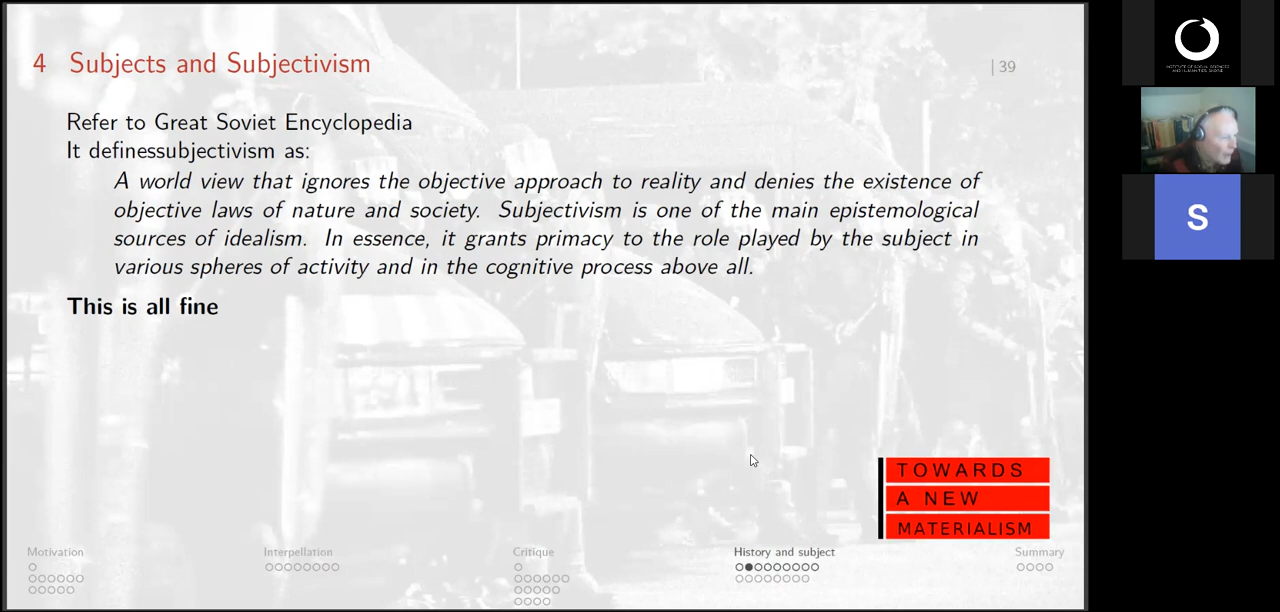 4 Subjects and Subjectivism
| 39
Refer to Great Soviet Encyclopedia
It definessubjectivism as:
A world view that ignores the objective approach to reality and denies the existence of
objective laws of nature and society. Subjectivism is one of the main epistemological
sources of idealism. In essence, it grants primacy to the role played by the subject in
various spheres of activity and in the cognitive process above all.
This is all fine
TOWARDS
A NEW
MATERIALISM
Motivation
Interpellation
Critique
History and subject
Summary
INSTITUTE OF SOCIAL SCIENCES
S